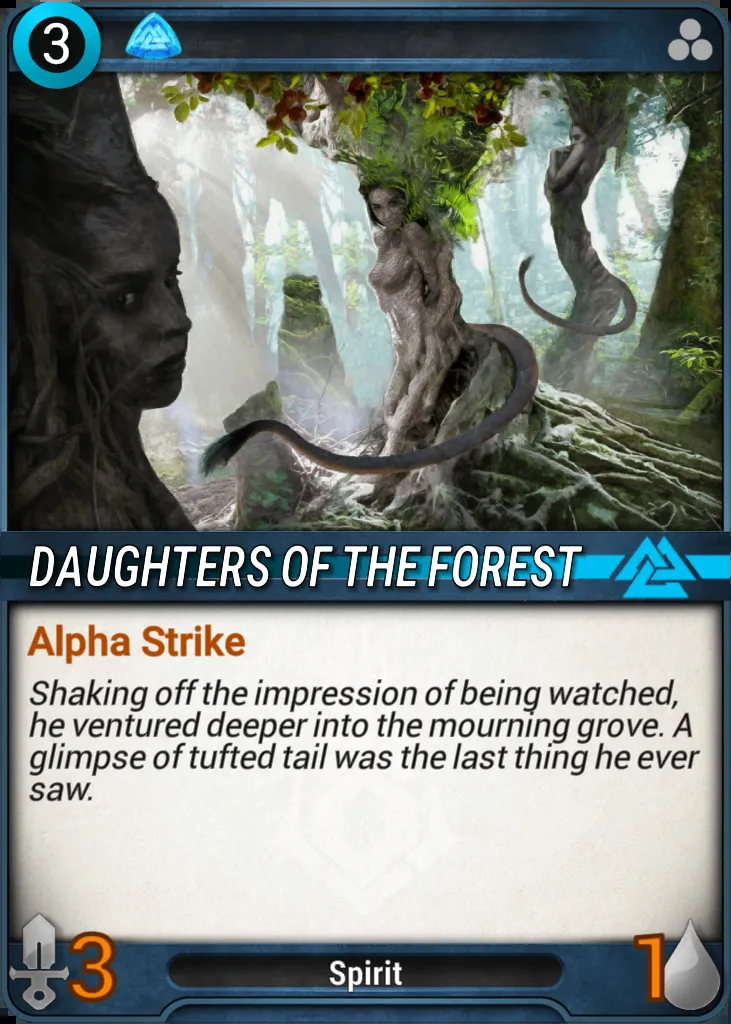 3
DAUGHTERS OF THE FOREST
Alpha Strike
Shaking off the impression of being watched,
he ventured deeper into the mourning grove. A
glimpse of tufted tail was the last thing he ever
saw.
3
Spirit
1